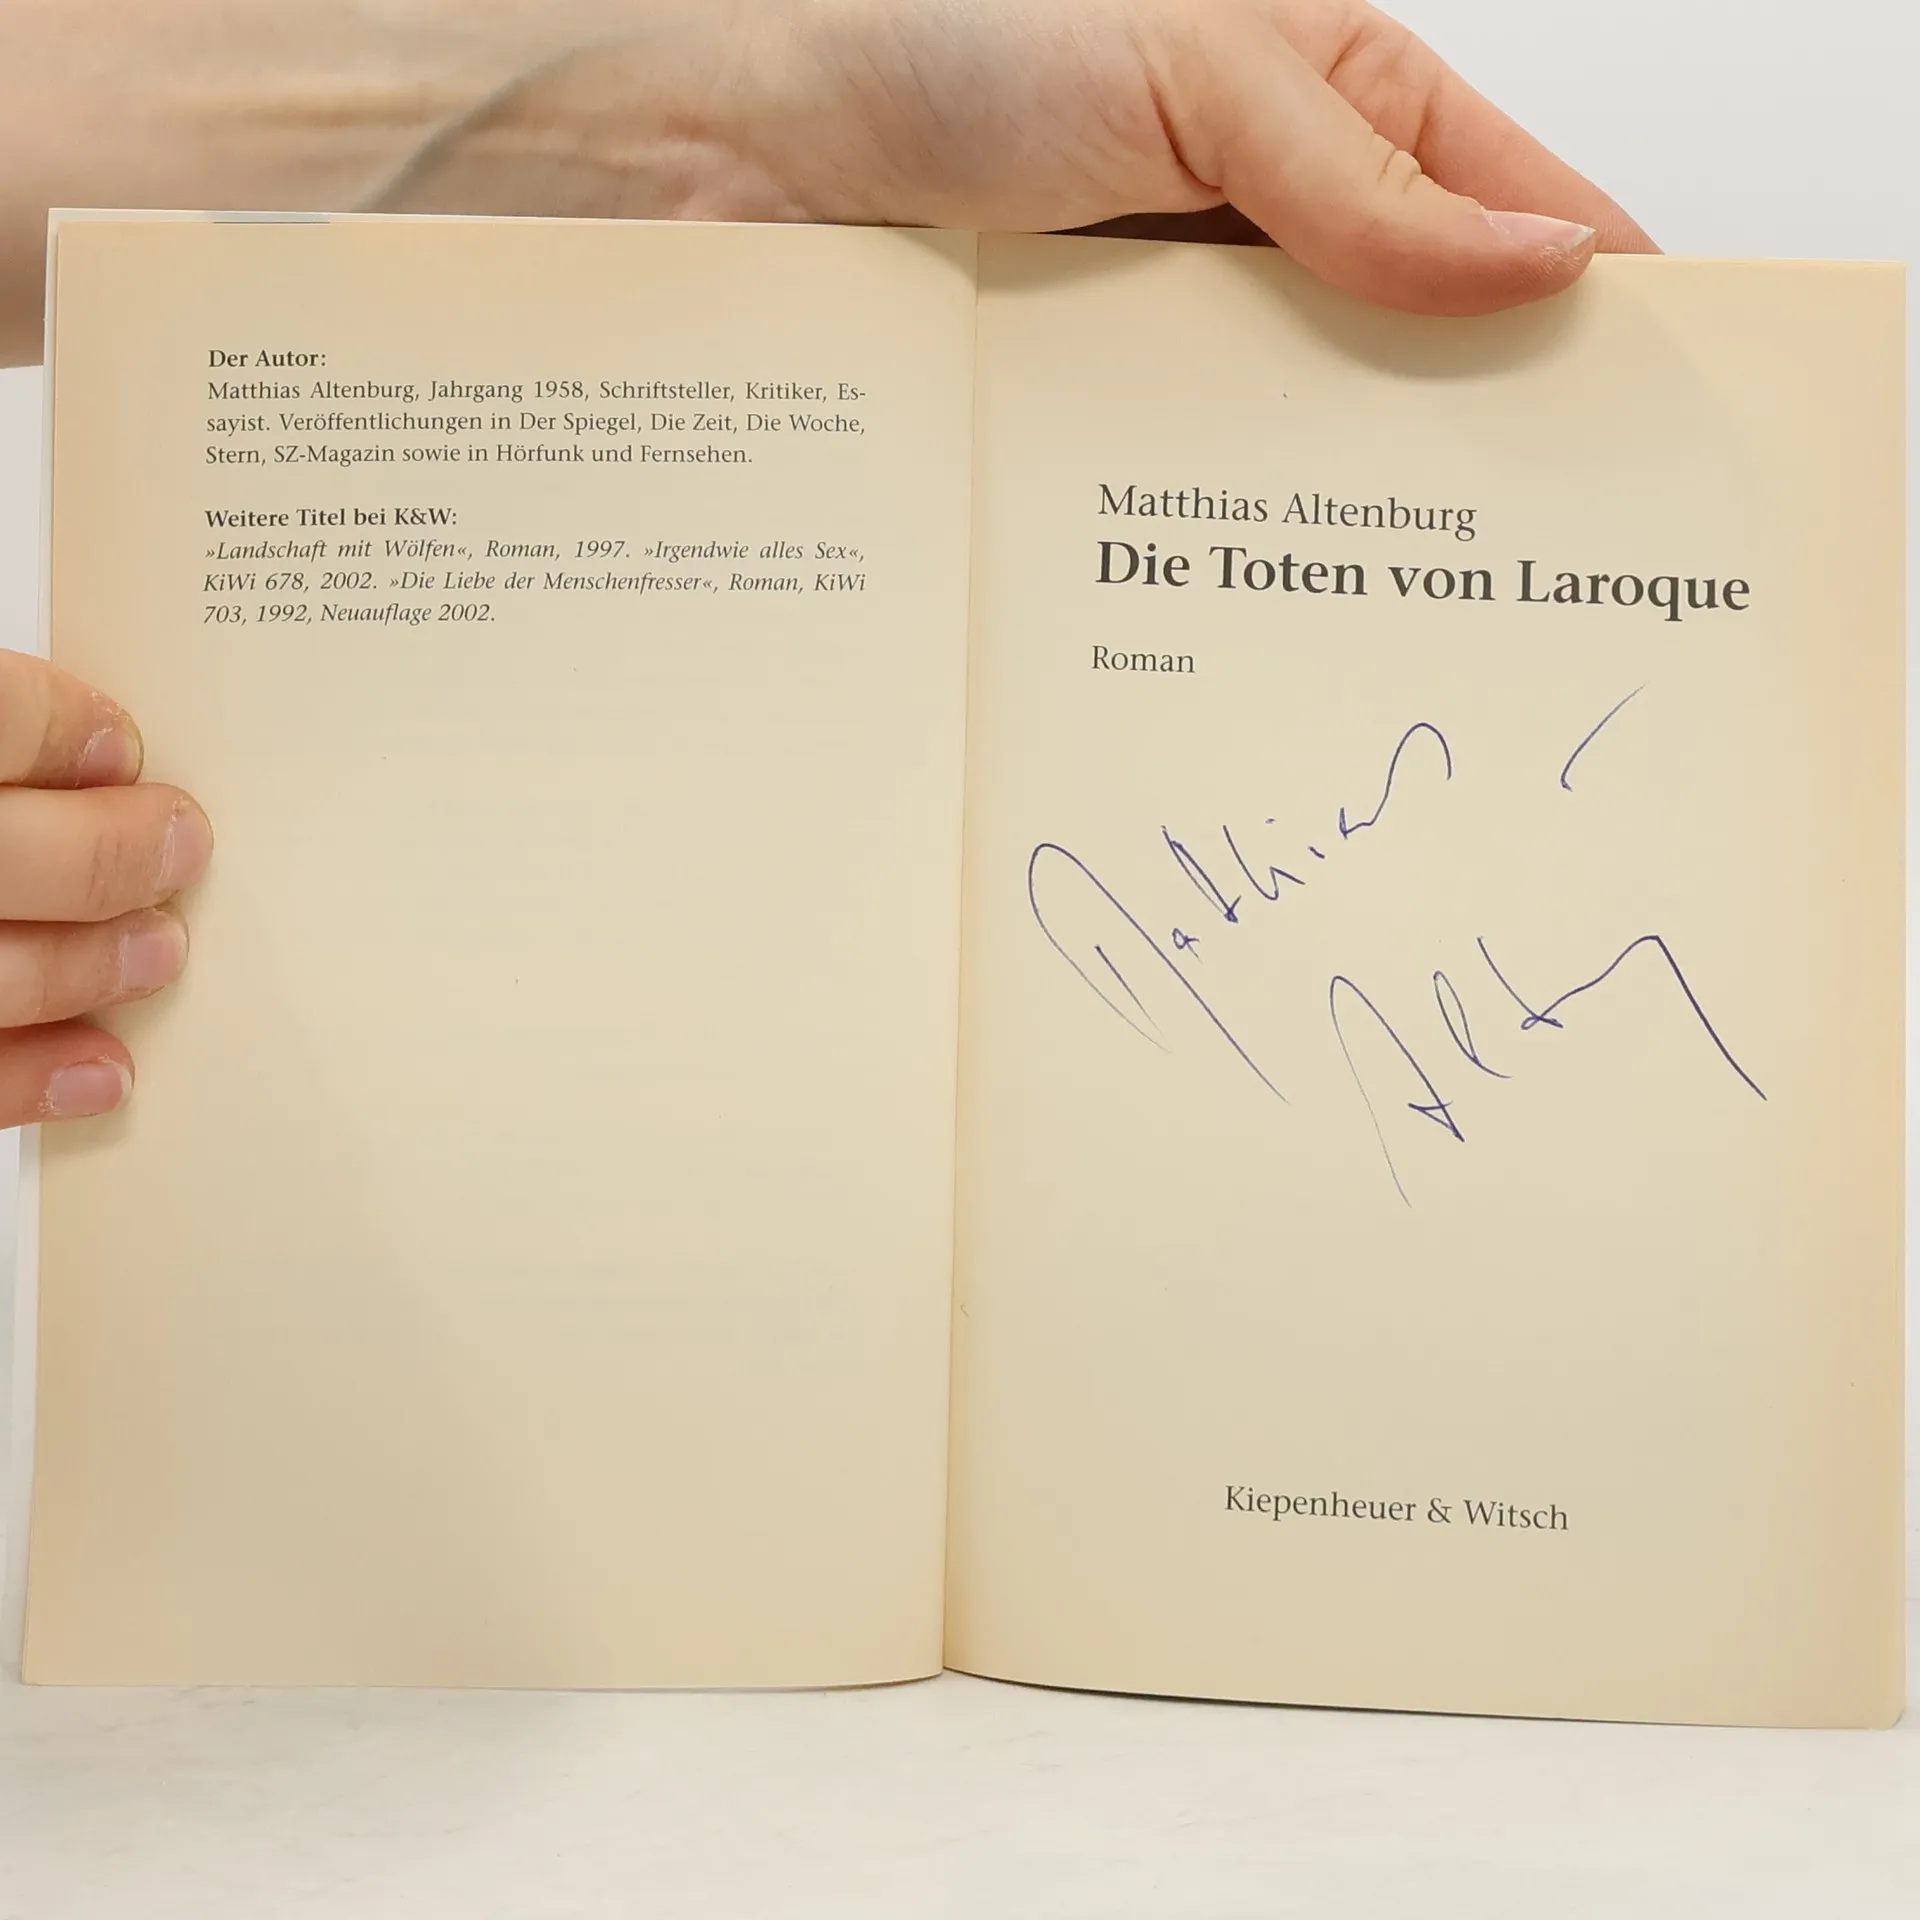 Der Autor:
Matthias Altenburg, Jahrgang 1958, Schriftsteller, Kritiker, Es-
sayist. Veröffentlichungen in Der Spiegel, Die Zeit, Die Woche,
Stern, SZ-Magazin sowie in Hörfunk und Fernsehen.
Weitere Titel bei K&W:
»Landschaft mit Wölfen«, Roman, 1997. »Irgendwie alles Sex«,
KiWi 678, 2002. »Die Liebe der Menschenfresser«, Roman, KiWi
703, 1992, Neuauflage 2002.
Matthias Altenburg
Die Toten von Laroque
Roman
Matthias
Kiepenheuer & Witsch